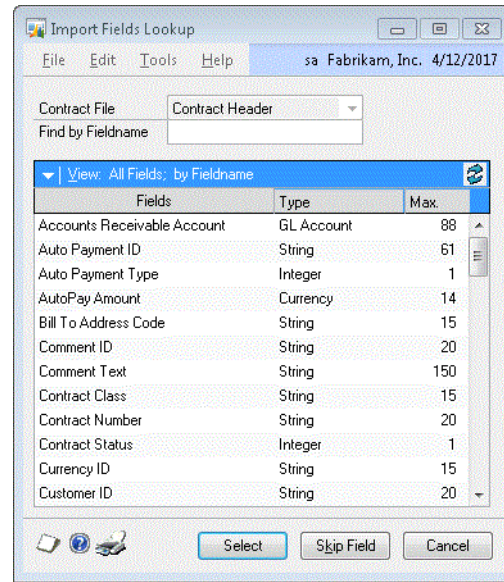 Import Fields Lookup
File Edit Tools Help sa Fabrikam, Inc. 4/12/2017
Contract File Contract Header
Find by Fieldname
View: All Fields; by Fieldname
Fields Type Max.
Accounts Receivable Account GL Account 88
Auto Payment ID String 61
Auto Payment Type Integer 1
AutoPay Amount Currency 14
Bill To Address Code String 15
Comment ID String 20
Comment Text String 150
Contract Class String 15
Contract Number String 20
Contract Status Integer 1
Currency ID String 15
Customer ID String 20
Select Skip Field Cancel